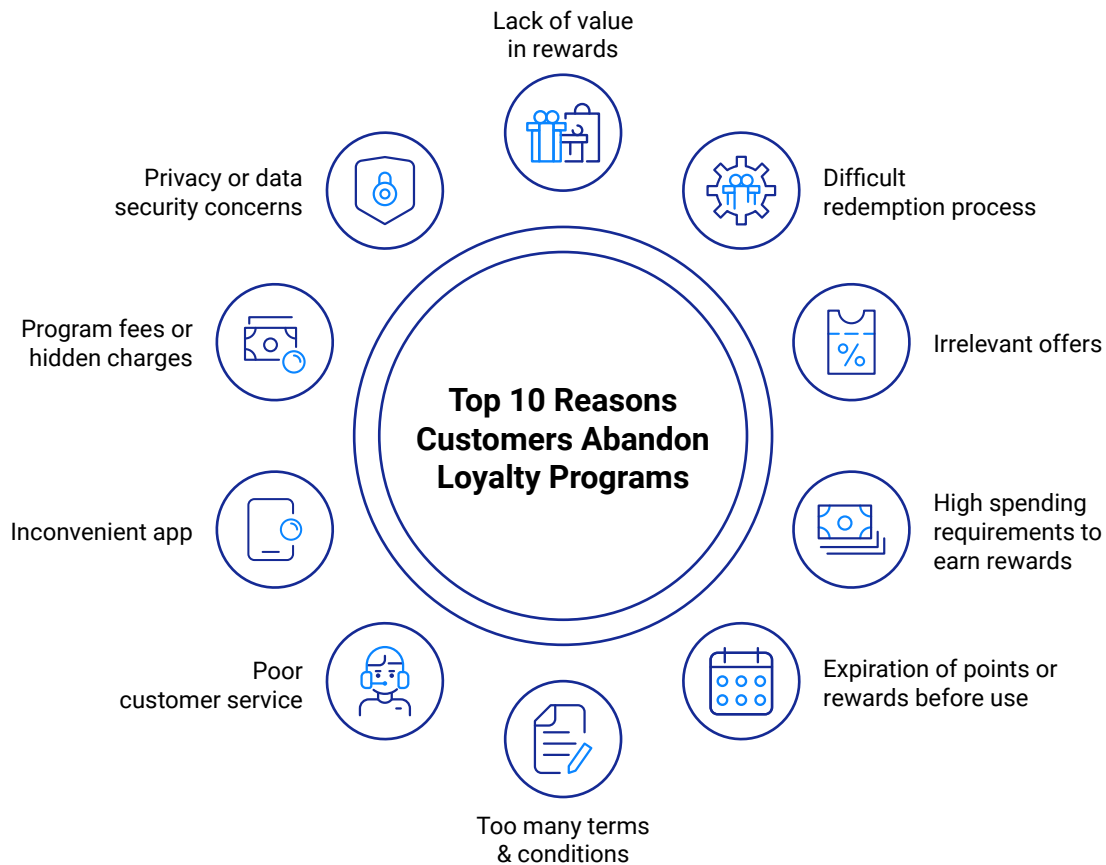 Lack of value
in rewards
Difficult
redemption process
Irrelevant offers
High spending
requirements to
earn rewards
Expiration of points or
rewards before use
Too many terms
& conditions
Poor
customer service
Inconvenient app
Program fees or
hidden charges
Privacy or data
security concerns
Top 10 Reasons
Customers Abandon
Loyalty Programs
%